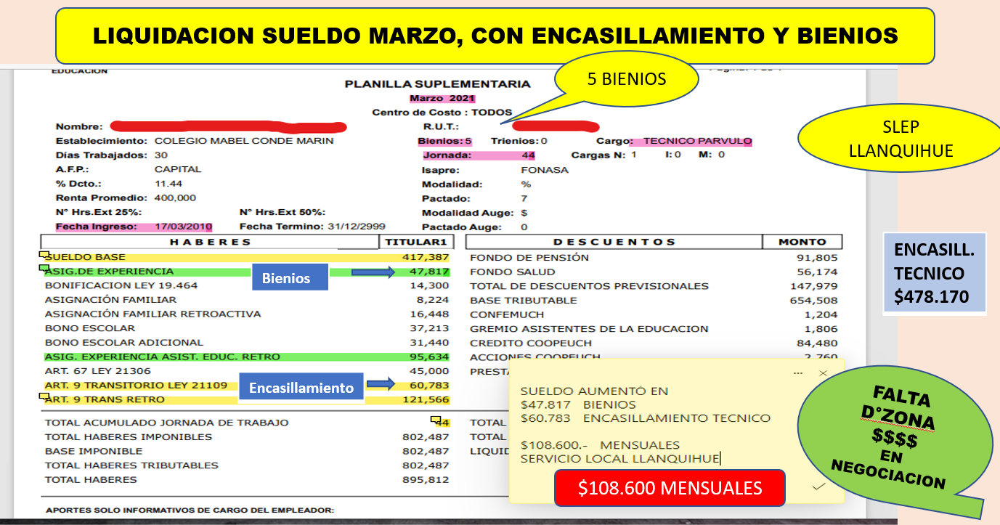 LIQUIDACION SUELDO MARZO, CON ENCASILLAMIENTO Y BIENIOS
EDUCACION
PLANILLA SUPLEMENTARIA
Marzo 2021
Centro de Costo : TODOS
5 BIENIOS
SLEP
LLANQUIHUE
Nombre: R.U.T.:
Establecimiento: COLEGIO MABEL CONDE MARIN Bienios: 5 Trienios: 0 Cargo: TECNICO PARVULO
Días Trabajados: 30 Jornada: 44 Cargas N: 1 I: 0 M: 0
A.F.P.: CAPITAL Isapre: FONASA
% Dcto.: 11.44 Modalidad: %
Renta Promedio: 400,000 Pactado: 7
N° Hrs.Ext 25%: N° Hrs.Ext 50%: Modalidad Auge: $
Fecha Ingreso: 17/03/2010 Fecha Termino: 31/12/2999 Pactado Auge: 0
HABERES TITULAR1 DESCUENTOS MONTO
SUELDO BASE 417,387 FONDO DE PENSIÓN 91,805
ASIG.DE EXPERIENCIA Bienios 47,817 FONDO SALUD 56,174
BONIFICACION LEY 19.464 14,300 TOTAL DE DESCUENTOS PREVISIONALES 147,979
ASIGNACIÓN FAMILIAR 8,224 BASE TRIBUTABLE 654,508
ASIGNACIÓN FAMILIAR RETROACTIVA 16,448 CONFEMUCH 1,204
BONO ESCOLAR 37,213 GREMIO ASISTENTES DE LA EDUCACION 1,806
BONO ESCOLAR ADICIONAL 31,440 CREDITO COOPEUCH 84,480
ASIG. EXPERIENCIA ASIST. EDUC. RETRO 95,634 ACCIONES COOPEUCH 2,760
ART. 67 LEY 21306 45,000 PREST
ART. 9 TRANSITORIO LEY 21109 Encasillamiento 60,783
ART. 9 TRANS RETRO 121,566
TOTAL ACUMULADO JORNADA DE TRABAJO 44 TOTAL
TOTAL HABERES IMPONIBLES 802,487 TOTAL
BASE IMPONIBLE 802,487 LIQUID
TOTAL HABERES TRIBUTABLES 802,487
TOTAL HABERES 895,812
APORTES SOLO INFORMATIVOS DE CARGO DEL EMPLEADOR:
ENCASILL.
TECNICO
$478.170
SUELDO AUMENTO EN
$47.817 BIENIOS
$60.783 ENCASILLAMIENTO TECNICO
$108.600.- MENSUALES
SERVICIO LOCAL LLANQUIHUE
$108.600 MENSUALES
FALTA
D°ZONA
$$$$
EN
NEGOCIACION